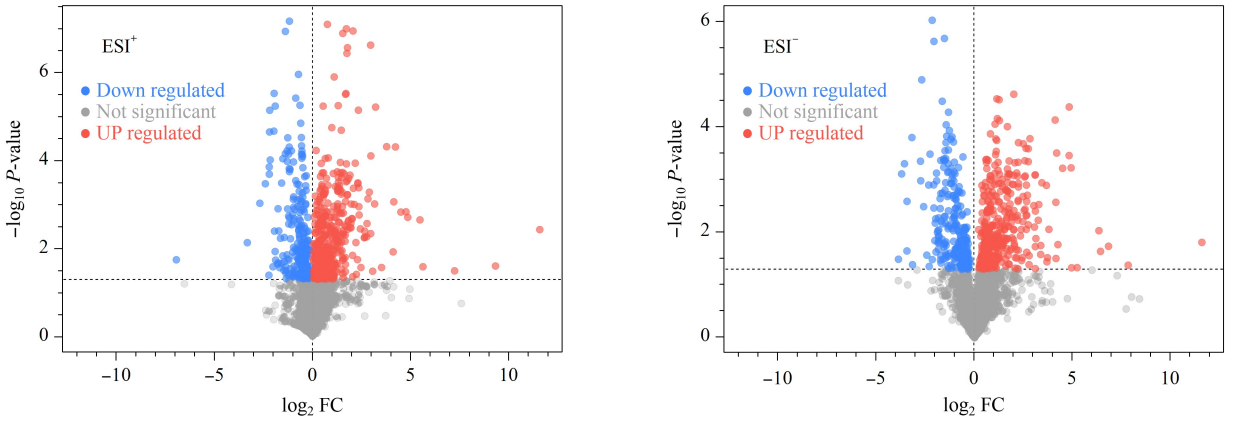 ESI+
Down regulated
Not significant
UP regulated
6
4
2
0
−10
−5
0
5
10
log2 FC
−log10 P-value
ESI−
Down regulated
Not significant
UP regulated
6
4
2
0
−10
−5
0
5
10
log2 FC
−log10 P-value